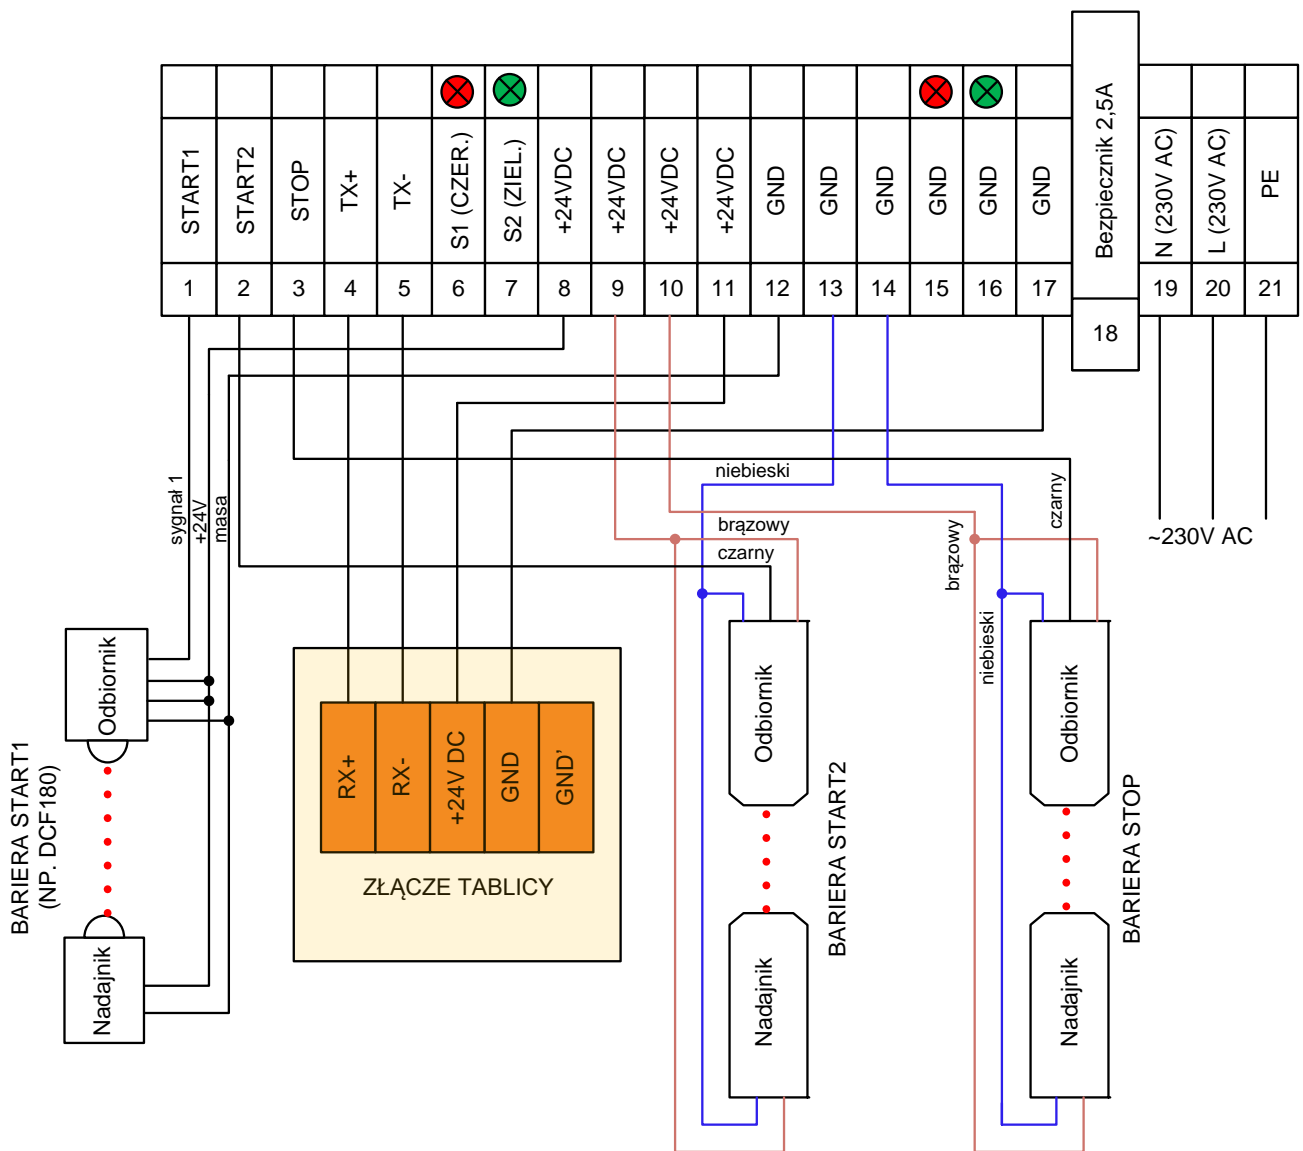 START1
START2
STOP
TX+
TX-
S1 (CZER.)
S2 (ZIEL.)
+24VDC
+24VDC
+24VDC
+24VDC
GND
GND
GND
GND
GND
GND
Bezpiecznik 2,5A
N (230V AC)
L (230V AC)
PE
1
2
3
4
5
6
7
8
9
10
11
12
13
14
15
16
17
18
19
20
21
sygnał 1
+24V
masa
niebieski
brązowy
czarny
czarny
brązowy
niebieski
~230V AC
Odbiornik
Nadajnik
BARIERA START1
(NP. DCF180)
RX+
RX-
+24V DC
GND
GND'
ZŁĄCZE TABLICY
Odbiornik
Nadajnik
BARIERA START2
Odbiornik
Nadajnik
BARIERA STOP